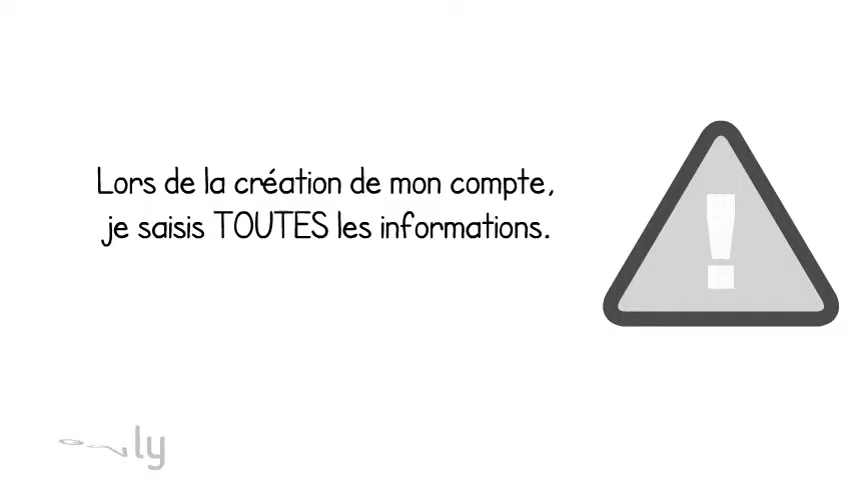 Lors de la création de mon compte,
je saisis TOUTES les informations.